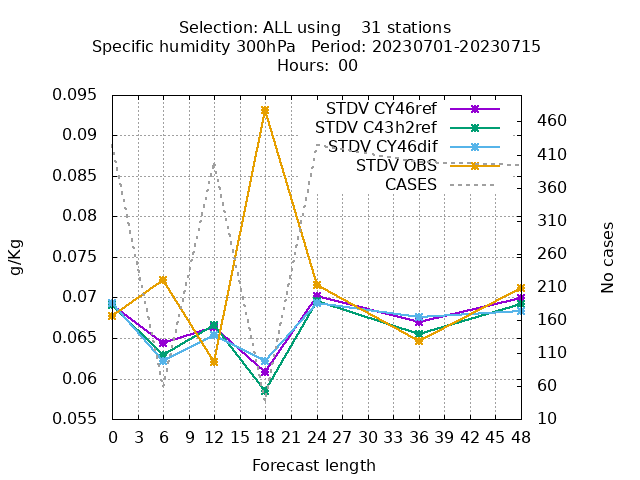 Selection: ALL using    31 stations
Specific humidity 300hPa   Period: 20230701-20230715
Hours: 00
STDV CY46ref
STDV C43h2ref
STDV CY46dif
STDV OBS
CASES
0.095
0.09
0.085
0.08
0.075
0.07
0.065
0.06
0.055
g/Kg
460
410
360
310
260
210
160
110
60
10
No cases
0 3 6 9 12 15 18 21 24 27 30 33 36 39 42 45 48
Forecast length